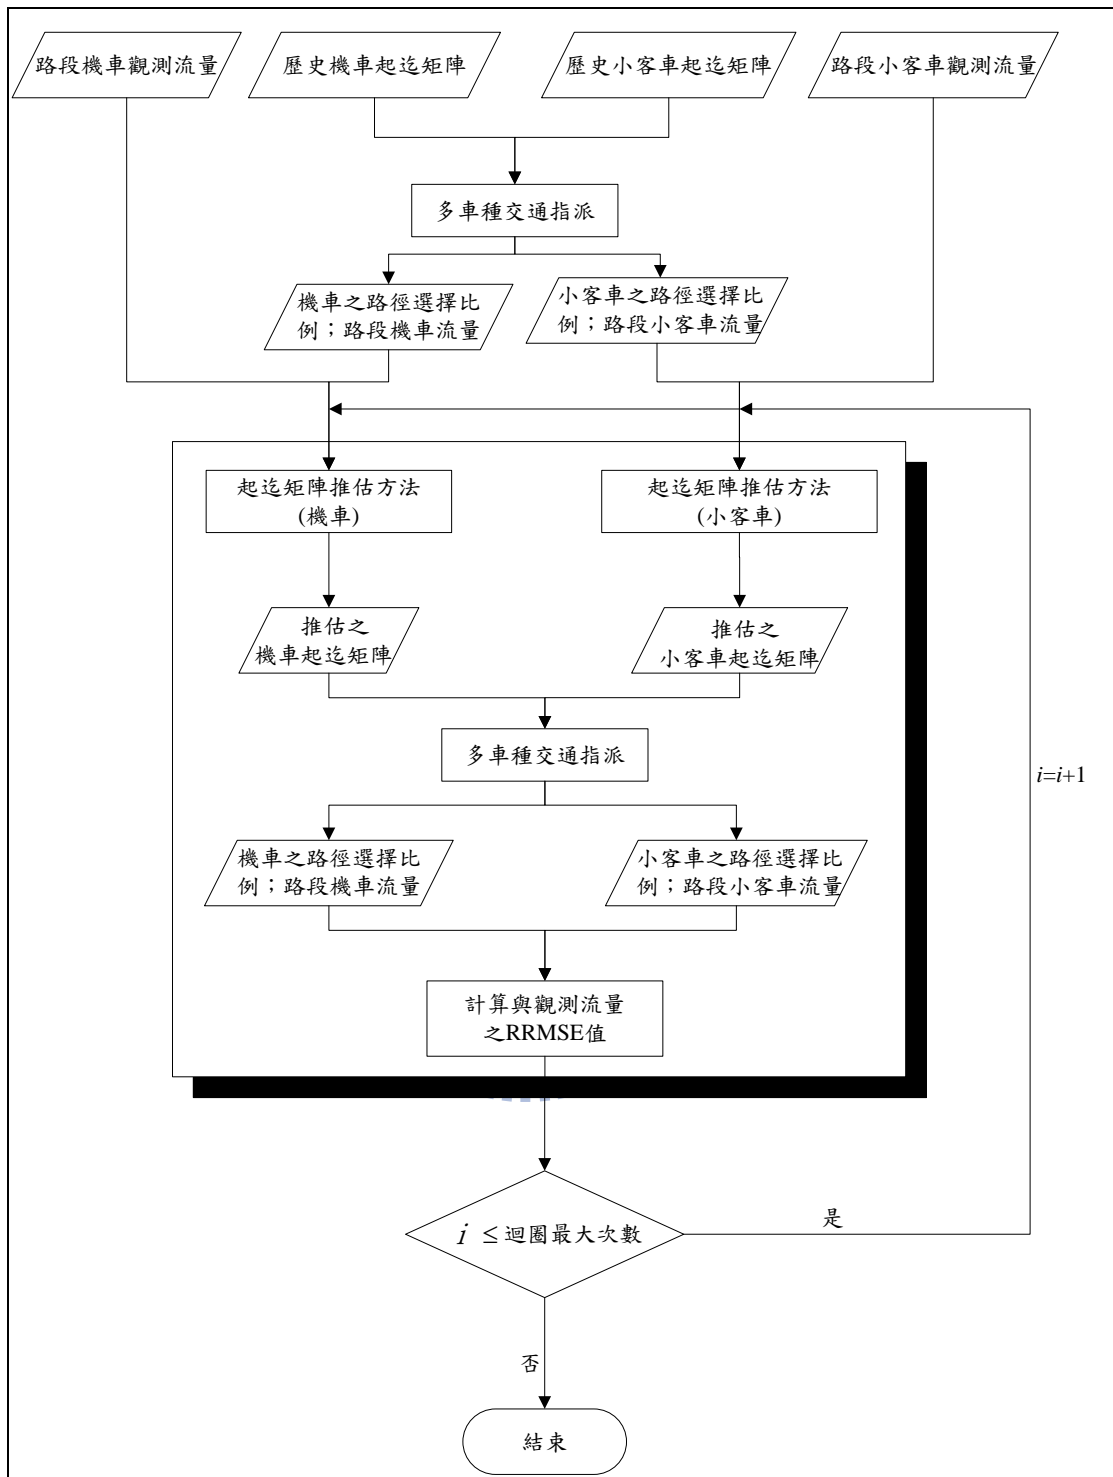 路段機車觀測流量
歷史機車起迄矩陣
歷史小客車起迄矩陣
路段小客車觀測流量
多車種交通指派
機車之路徑選擇比
例；路段機車流量
小客車之路徑選擇比
例；路段小客車流量
起迄矩陣推估方法
(機車)
起迄矩陣推估方法
(小客車)
推估之
機車起迄矩陣
推估之
小客車起迄矩陣
多車種交通指派
i=i+1
機車之路徑選擇比
例；路段機車流量
小客車之路徑選擇比
例；路段小客車流量
計算與觀測流量
之RRMSE值
i ≤迴圈最大次數
是
否
結束